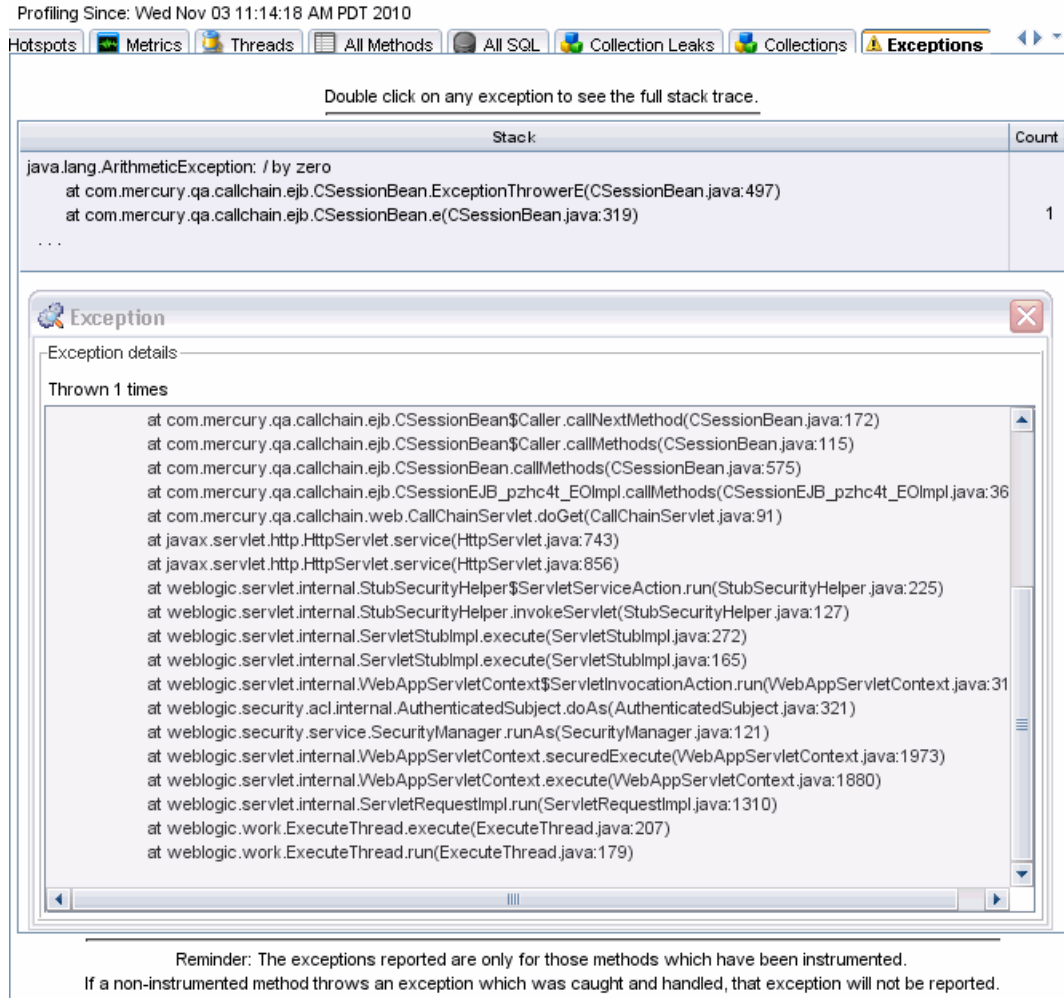 Profiling Since: Wed Nov 03 11:14:18 AM PDT 2010
Hotspots Metrics Threads All Methods All SQL Collection Leaks Collections Exceptions
Double click on any exception to see the full stack trace.
Stack Count
java.lang.ArithmeticException: / by zero
at com.mercury.qa.callchain.ejb.CSessionBean.ExceptionThrowerE(CSessionBean.java:497)
at com.mercury.qa.callchain.ejb.CSessionBean.e(CSessionBean.java:319)
1
. . .
Exception
Exception details
Thrown 1 times
at com.mercury.qa.callchain.ejb.CSessionBean$Caller.callNextMethod(CSessionBean.java:172)
at com.mercury.qa.callchain.ejb.CSessionBean$Caller.callMethods(CSessionBean.java:115)
at com.mercury.qa.callchain.ejb.CSessionBean.callMethods(CSessionBean.java:575)
at com.mercury.qa.callchain.ejb.CSessionEJB_pzhc4t_EOImpl.callMethods(CSessionEJB_pzhc4t_EOImpl.java:36
at com.mercury.qa.callchain.web.CallChainServlet.doGet(CallChainServlet.java:91)
at javax.servlet.http.HttpServlet.service(HttpServlet.java:743)
at javax.servlet.http.HttpServlet.service(HttpServlet.java:856)
at weblogic.servlet.internal.StubSecurityHelper$ServletServiceAction.run(StubSecurityHelper.java:225)
at weblogic.servlet.internal.StubSecurityHelper.invokeServlet(StubSecurityHelper.java:127)
at weblogic.servlet.internal.ServletStubImpl.execute(ServletStubImpl.java:272)
at weblogic.servlet.internal.ServletStubImpl.execute(ServletStubImpl.java:165)
at weblogic.servlet.internal.WebAppServletContext$ServletInvocationAction.run(WebAppServletContext.java:31
at weblogic.security.acl.internal.AuthenticatedSubject.doAs(AuthenticatedSubject.java:321)
at weblogic.security.service.SecurityManager.runAs(SecurityManager.java:121)
at weblogic.servlet.internal.WebAppServletContext.securedExecute(WebAppServletContext.java:1973)
at weblogic.servlet.internal.WebAppServletContext.execute(WebAppServletContext.java:1880)
at weblogic.servlet.internal.ServletRequestImpl.run(ServletRequestImpl.java:1310)
at weblogic.work.ExecuteThread.execute(ExecuteThread.java:207)
at weblogic.work.ExecuteThread.run(ExecuteThread.java:179)
Reminder: The exceptions reported are only for those methods which have been instrumented.
If a non-instrumented method throws an exception which was caught and handled, that exception will not be reported.